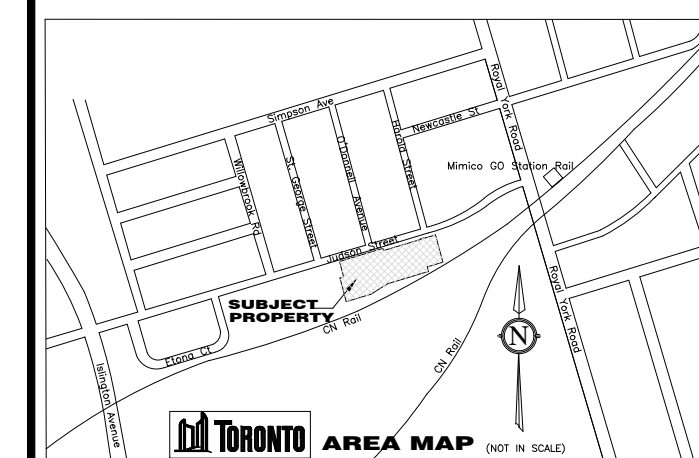 Simpson Ave
Royal York Road
Newcastle St
Harold Street
O'Donnell Avenue
St. George Street
Willowbrook Rd
Mimico GO Station Rail
Judson Street
SUBJECT
PROPERTY
CN Rail
Royal York Road
N
CN Rail
Etona Ct
Islington Avenue
TORONTO
AREA MAP
(NOT IN SCALE)